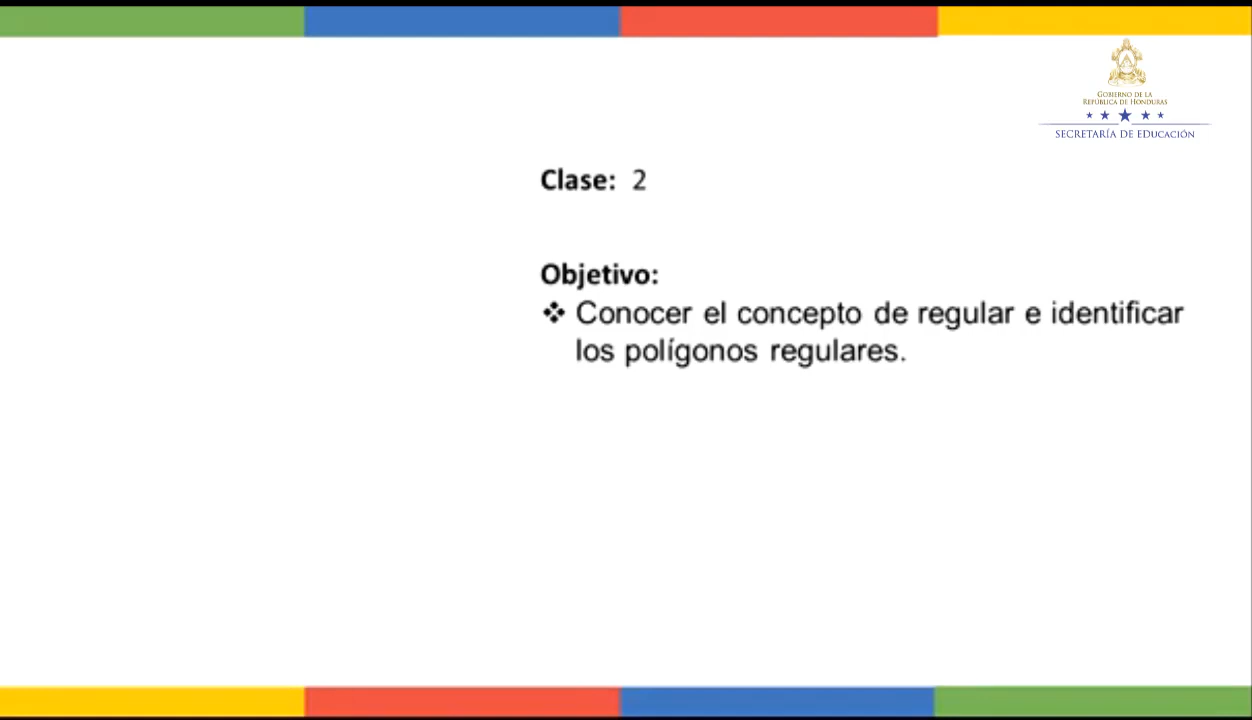 GOBIERNO DE LA
REPÚBLICA DE HONDURAS
SECRETARÍA DE EDUCACIÓN
Clase: 2
Objetivo:
❖ Conocer el concepto de regular e identificar
los polígonos regulares.